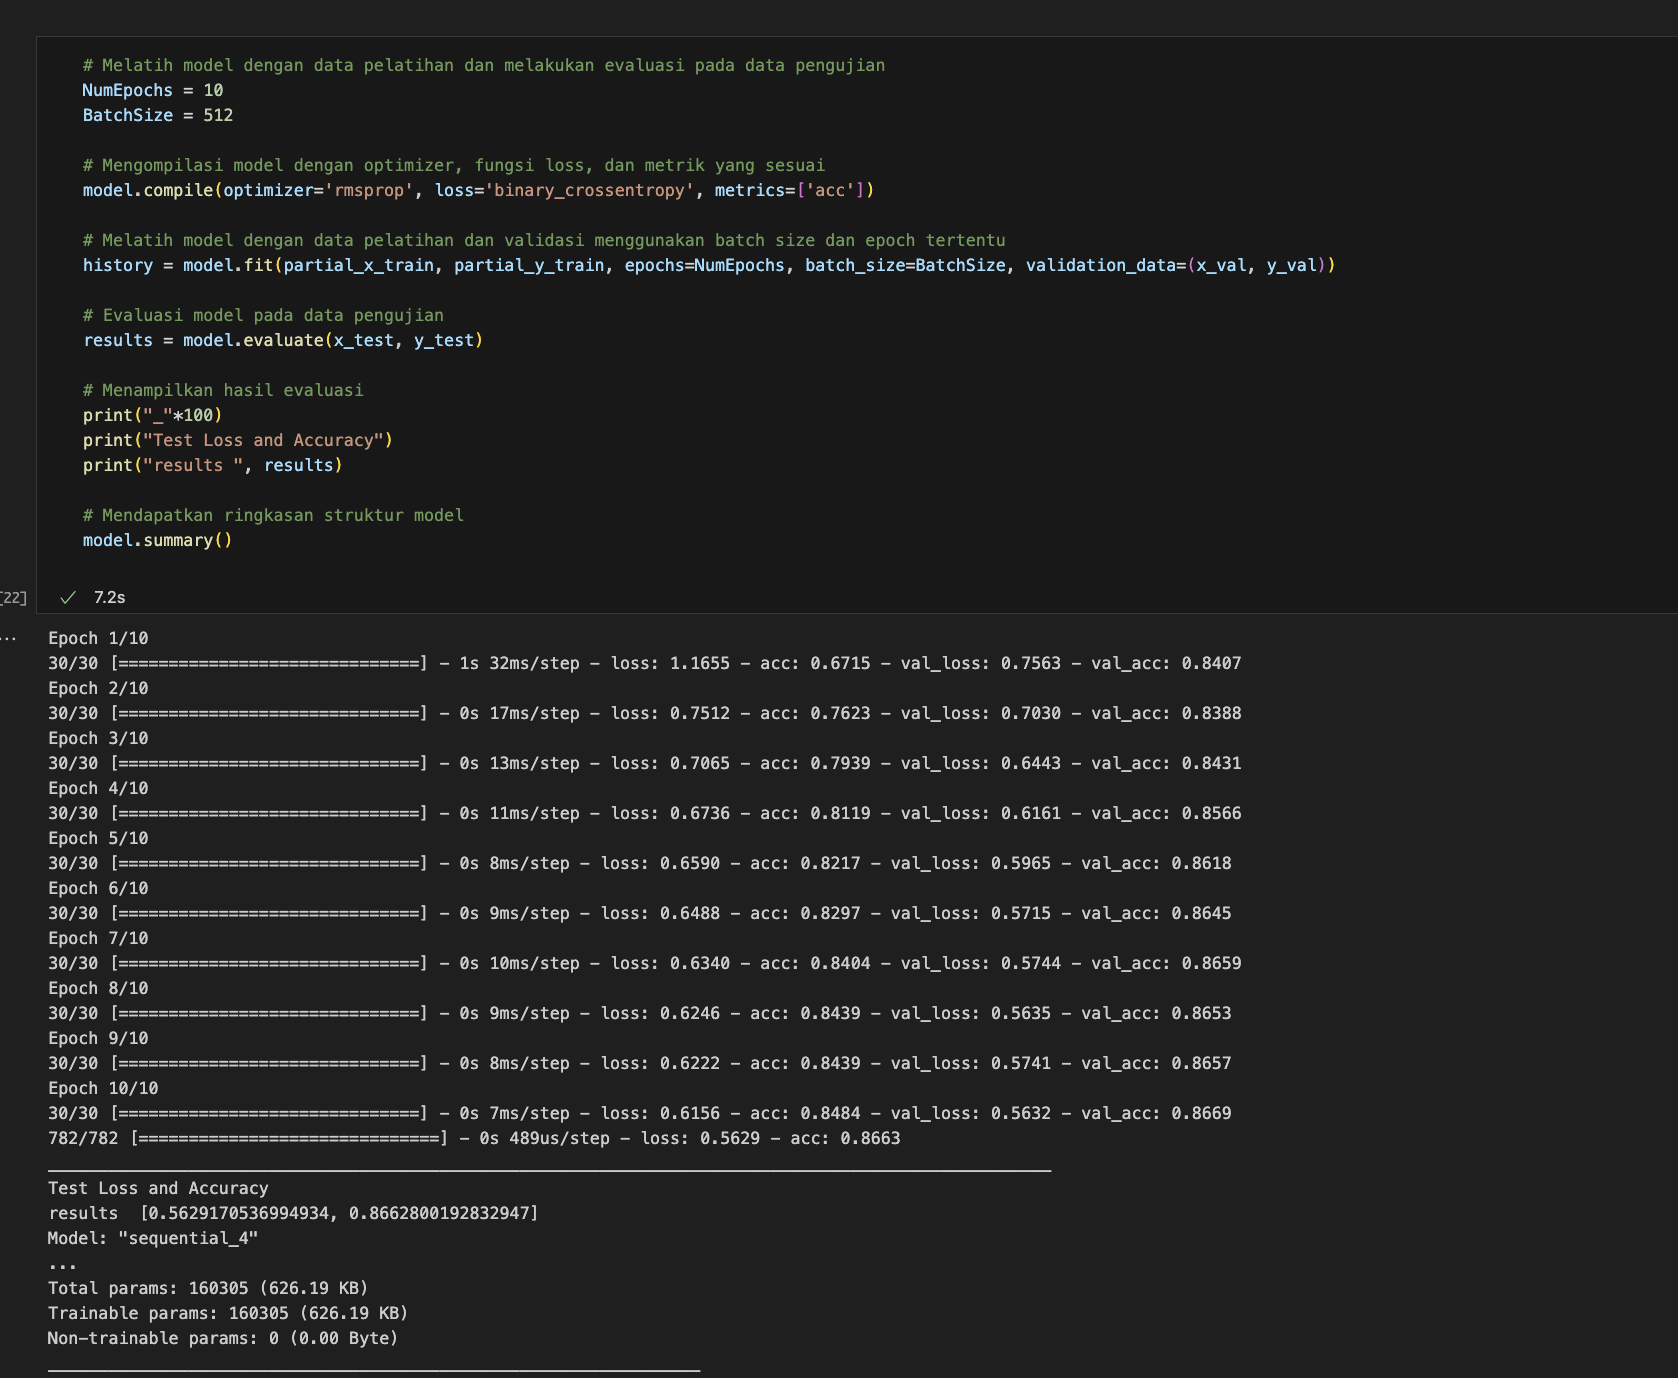 # Melatih model dengan data pelatihan dan melakukan evaluasi pada data pengujian
NumEpochs = 10
BatchSize = 512
# Mengompilasi model dengan optimizer, fungsi loss, dan metrik yang sesuai
model.compile(optimizer='rmsprop', loss='binary_crossentropy', metrics=['acc'])
# Melatih model dengan data pelatihan dan validasi menggunakan batch size dan epoch tertentu
history = model.fit(partial_x_train, partial_y_train, epochs=NumEpochs, batch_size=BatchSize, validation_data=(x_val, y_val))
# Evaluasi model pada data pengujian
results = model.evaluate(x_test, y_test)
# Menampilkan hasil evaluasi
print("_"*100)
print("Test Loss and Accuracy")
print("results ", results)
# Mendapatkan ringkasan struktur model
model.summary()
[22] ✓ 7.2s
... Epoch 1/10
30/30 [==============================] - 1s 32ms/step - loss: 1.1655 - acc: 0.6715 - val_loss: 0.7563 - val_acc: 0.8407
Epoch 2/10
30/30 [==============================] - 0s 17ms/step - loss: 0.7512 - acc: 0.7623 - val_loss: 0.7030 - val_acc: 0.8388
Epoch 3/10
30/30 [==============================] - 0s 13ms/step - loss: 0.7065 - acc: 0.7939 - val_loss: 0.6443 - val_acc: 0.8431
Epoch 4/10
30/30 [==============================] - 0s 11ms/step - loss: 0.6736 - acc: 0.8119 - val_loss: 0.6161 - val_acc: 0.8566
Epoch 5/10
30/30 [==============================] - 0s 8ms/step - loss: 0.6590 - acc: 0.8217 - val_loss: 0.5965 - val_acc: 0.8618
Epoch 6/10
30/30 [==============================] - 0s 9ms/step - loss: 0.6488 - acc: 0.8297 - val_loss: 0.5715 - val_acc: 0.8645
Epoch 7/10
30/30 [==============================] - 0s 10ms/step - loss: 0.6340 - acc: 0.8404 - val_loss: 0.5744 - val_acc: 0.8659
Epoch 8/10
30/30 [==============================] - 0s 9ms/step - loss: 0.6246 - acc: 0.8439 - val_loss: 0.5635 - val_acc: 0.8653
Epoch 9/10
30/30 [==============================] - 0s 8ms/step - loss: 0.6222 - acc: 0.8439 - val_loss: 0.5741 - val_acc: 0.8657
Epoch 10/10
30/30 [==============================] - 0s 7ms/step - loss: 0.6156 - acc: 0.8484 - val_loss: 0.5632 - val_acc: 0.8669
782/782 [==============================] - 0s 489us/step - loss: 0.5629 - acc: 0.8663
____________________________________________________________________________________________________
Test Loss and Accuracy
results  [0.5629170536994934, 0.8662800192832947]
Model: "sequential_4"
...
Total params: 160305 (626.19 KB)
Trainable params: 160305 (626.19 KB)
Non-trainable params: 0 (0.00 Byte)
_________________________________________________________________